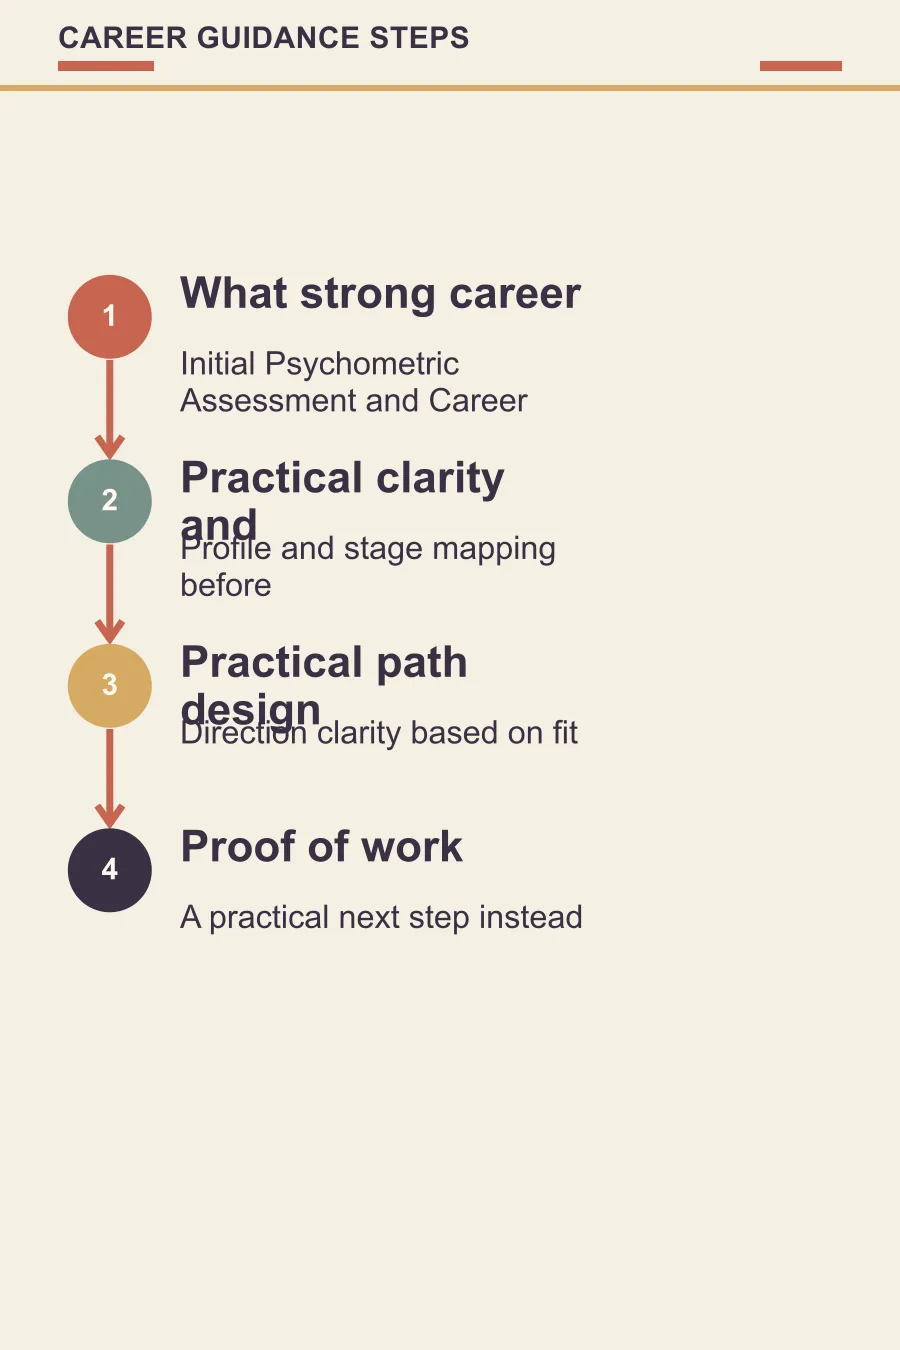 CAREER GUIDANCE STEPS
1
What strong career
Initial Psychometric
Assessment and Career
2
Practical clarity
and
Profile and stage mapping
before
3
Practical path
design
Direction clarity based on fit
4
Proof of work
A practical next step instead